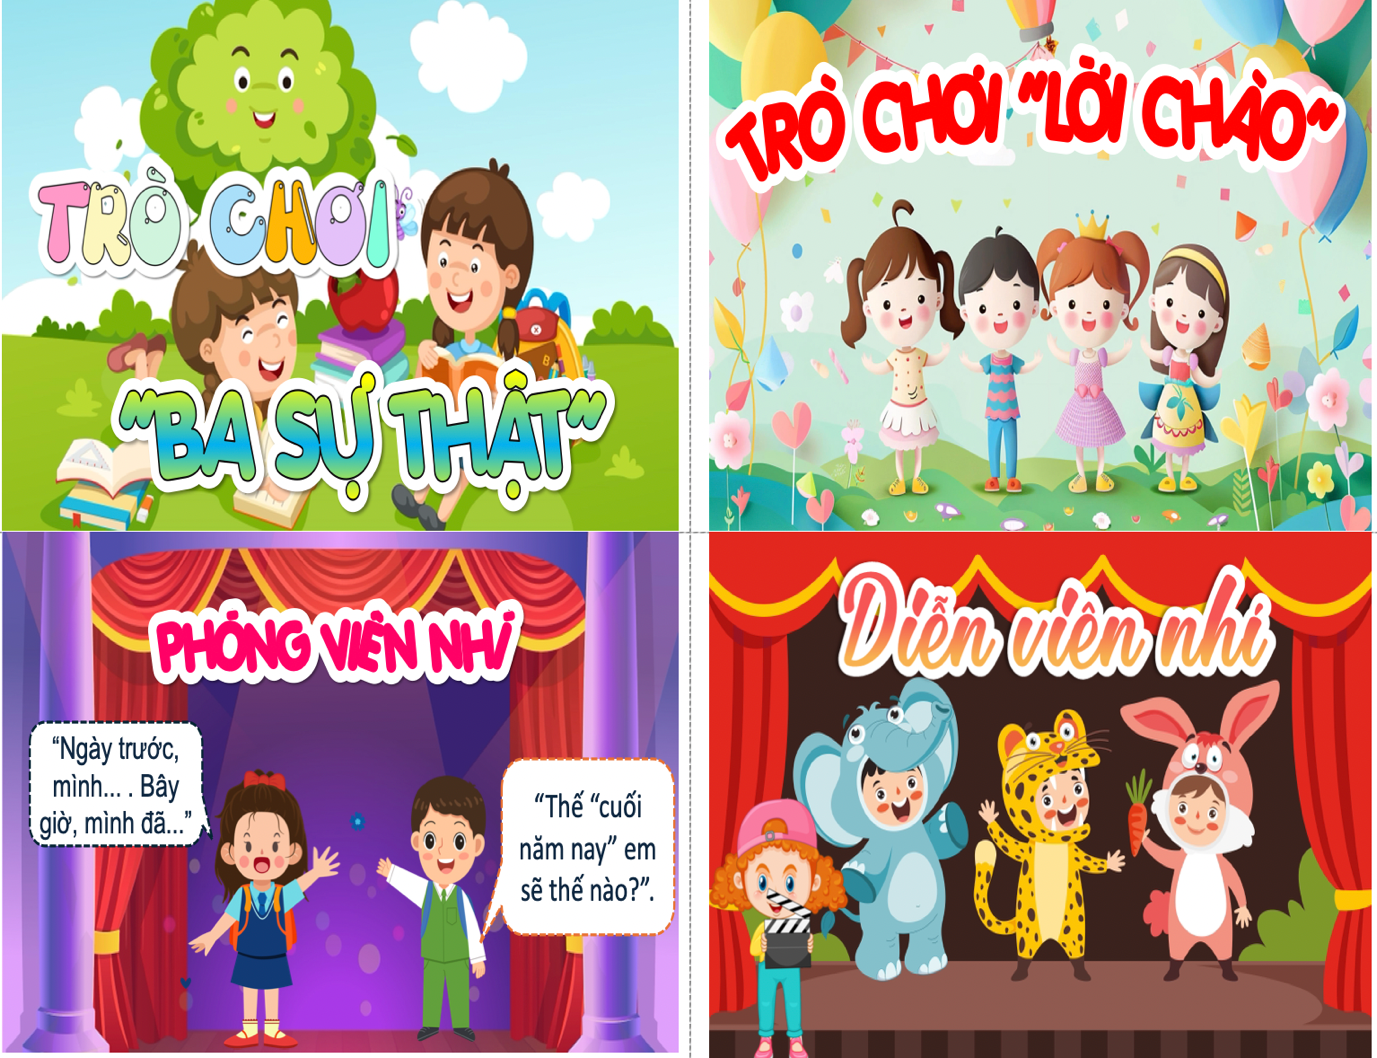 TRÒ CHƠI
“BA SỰ THẬT”
TRÒ CHƠI “LỜI CHÀO”
PHÓNG VIÊN NHÍ
“Ngày trước,
mình... . Bây
giờ, mình đã...”
“Thế “cuối
năm nay” em
sẽ thế nào?”.
Diễn viên nhí